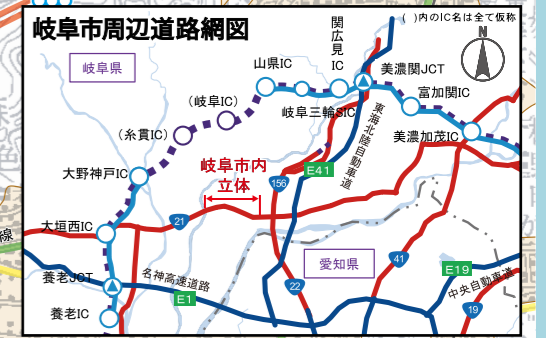 岐阜市周辺道路網図
(  )内のIC名は全て仮称
N
岐阜県
山県IC
関広見
IC
美濃関JCT
富加関IC
(岐阜IC)
岐阜三輪SIC
美濃加茂IC
(糸貫IC)
東海北陸自動車道
大野神戸IC
岐阜市内
立体
E41
156
21
大垣西IC
線
愛知県
養老JCT
名神高速道路
E1
41
E19
中央自動車道
22
19
養老IC